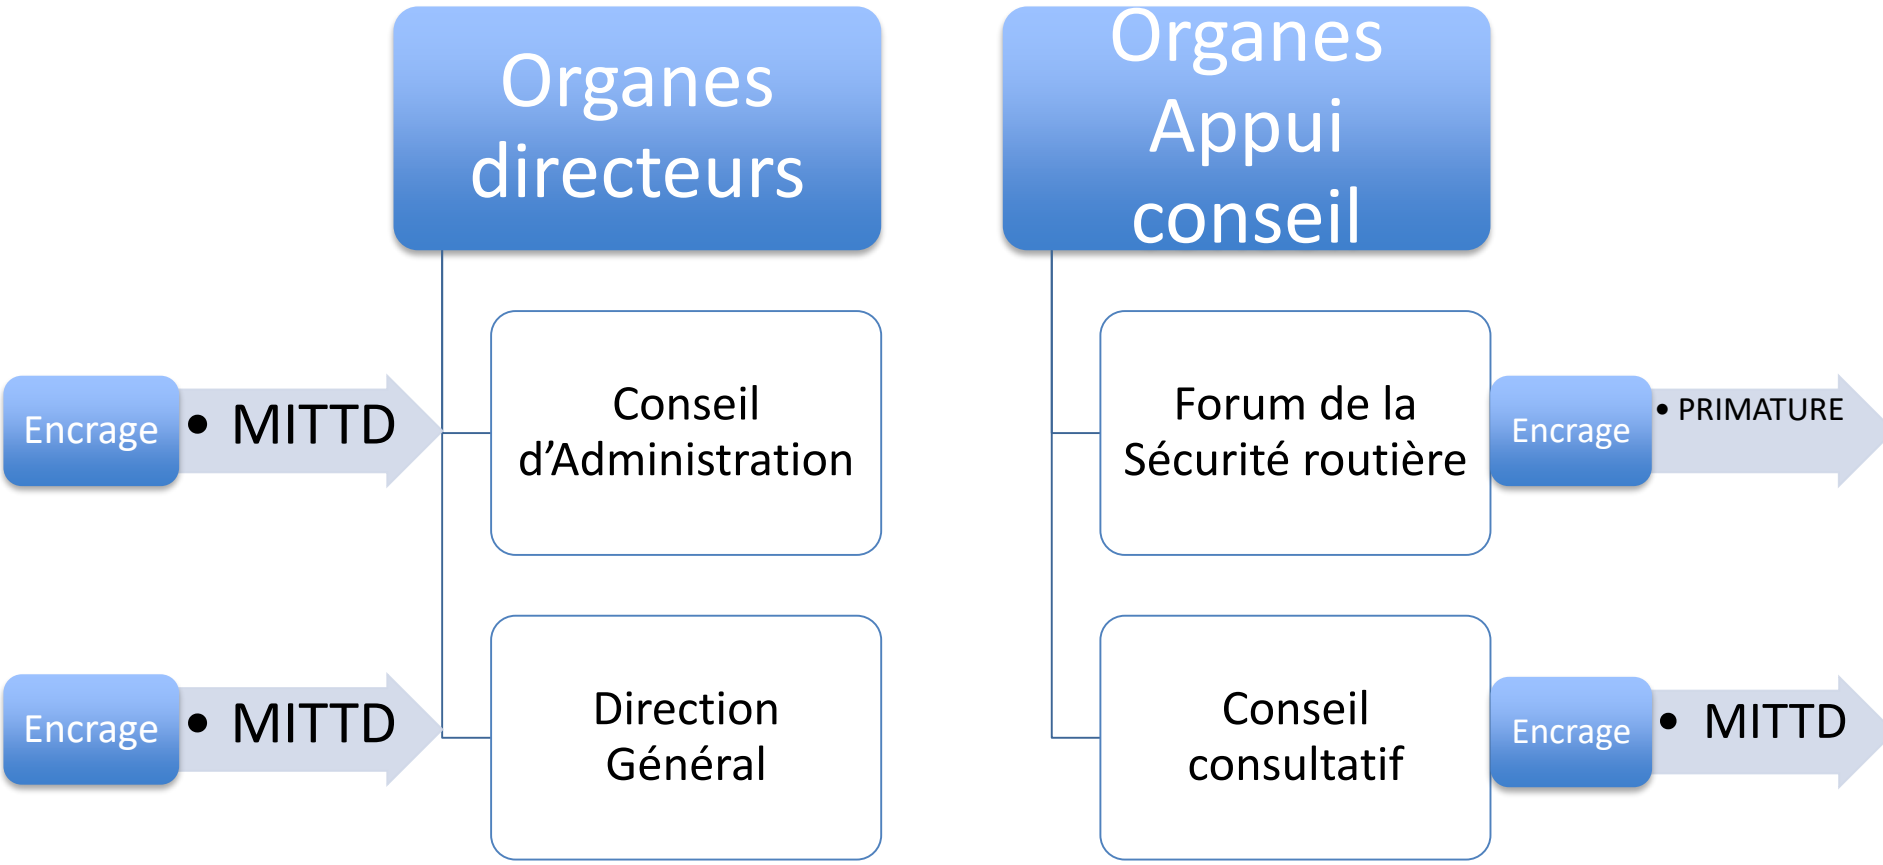 Organes
directeurs
Organes
Appui
conseil
Encrage
• MITTD
Conseil
d’Administration
Forum de la
Sécurité routière
Encrage
• PRIMATURE
Encrage
• MITTD
Direction
Général
Conseil
consultatif
Encrage
• MITTD